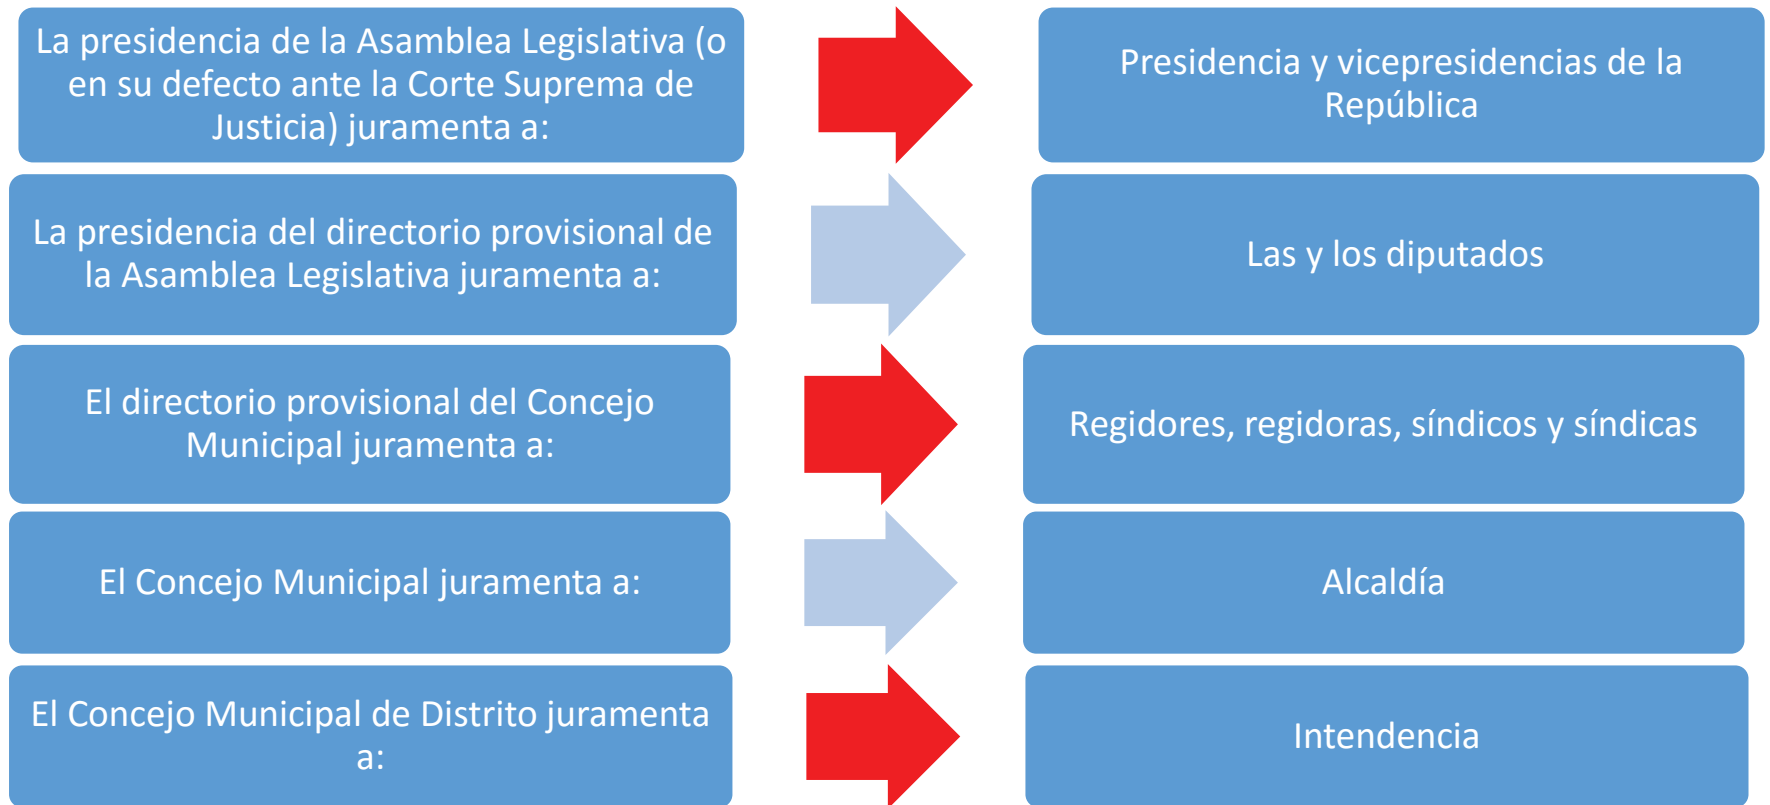 La presidencia de la Asamblea Legislativa (o
en su defecto ante la Corte Suprema de
Justicia) juramenta a:
Presidencia y vicepresidencias de la
República
La presidencia del directorio provisional de
la Asamblea Legislativa juramenta a:
Las y los diputados
El directorio provisional del Concejo
Municipal juramenta a:
Regidores, regidoras, síndicos y síndicas
El Concejo Municipal juramenta a:
Alcaldía
El Concejo Municipal de Distrito juramenta
a:
Intendencia